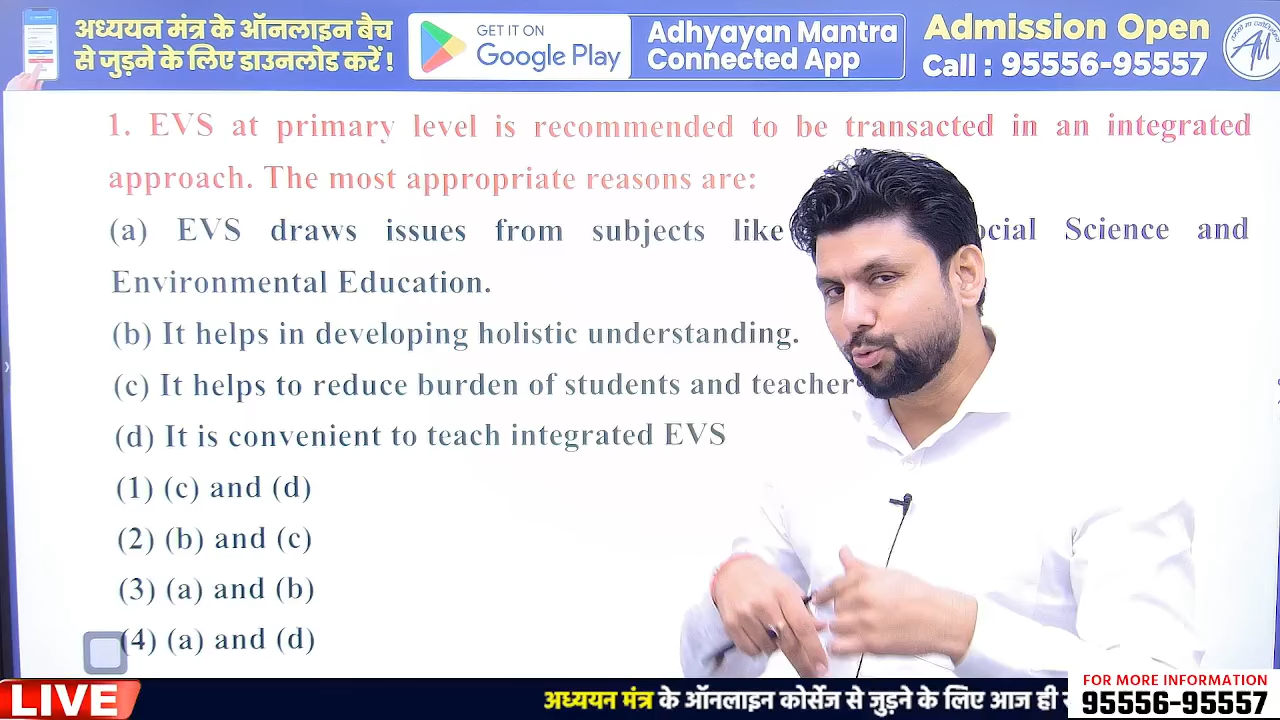 अध्ययन मंत्र के ऑनलाइन बैच
से जुड़ने के लिए डाउनलोड करें !
GET IT ON
Google Play
Adhyayan Mantra
Connected App
Admission Open
Call : 95556-95557
AM
1. EVS at primary level is recommended to be transacted in an integrated
approach. The most appropriate reasons are:
(a) EVS draws issues from subjects like ocial Science and
Environmental Education.
(b) It helps in developing holistic understanding.
(c) It helps to reduce burden of students and teacher
(d) It is convenient to teach integrated EVS
(1) (c) and (d)
(2) (b) and (c)
(3) (a) and (b)
(4) (a) and (d)
LIVE
अध्ययन मंत्र के ऑनलाइन कोर्सेज से जुड़ने के लिए आज ही
FOR MORE INFORMATION
95556-95557